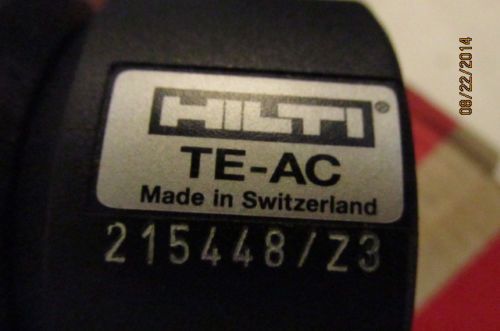 HILTI®
TE-AC
Made in Switzerland
215448/Z3
08/22/2014